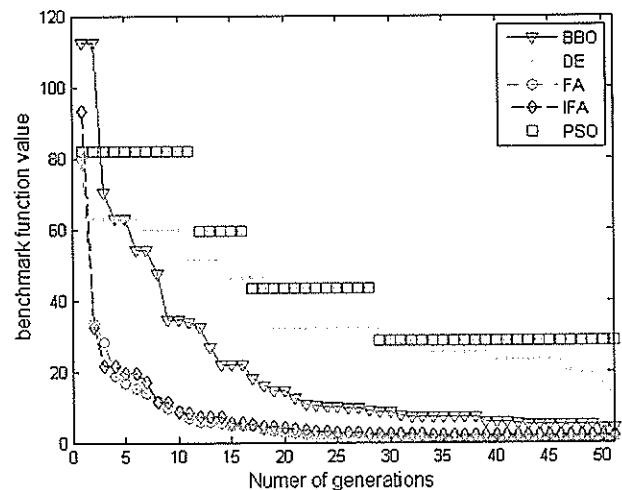 120
100
80
60
40
20
0
benchmark function value
0 5 10 15 20 25 30 35 40 45 50
Numer of generations
BBO
DE
FA
IFA
PSO